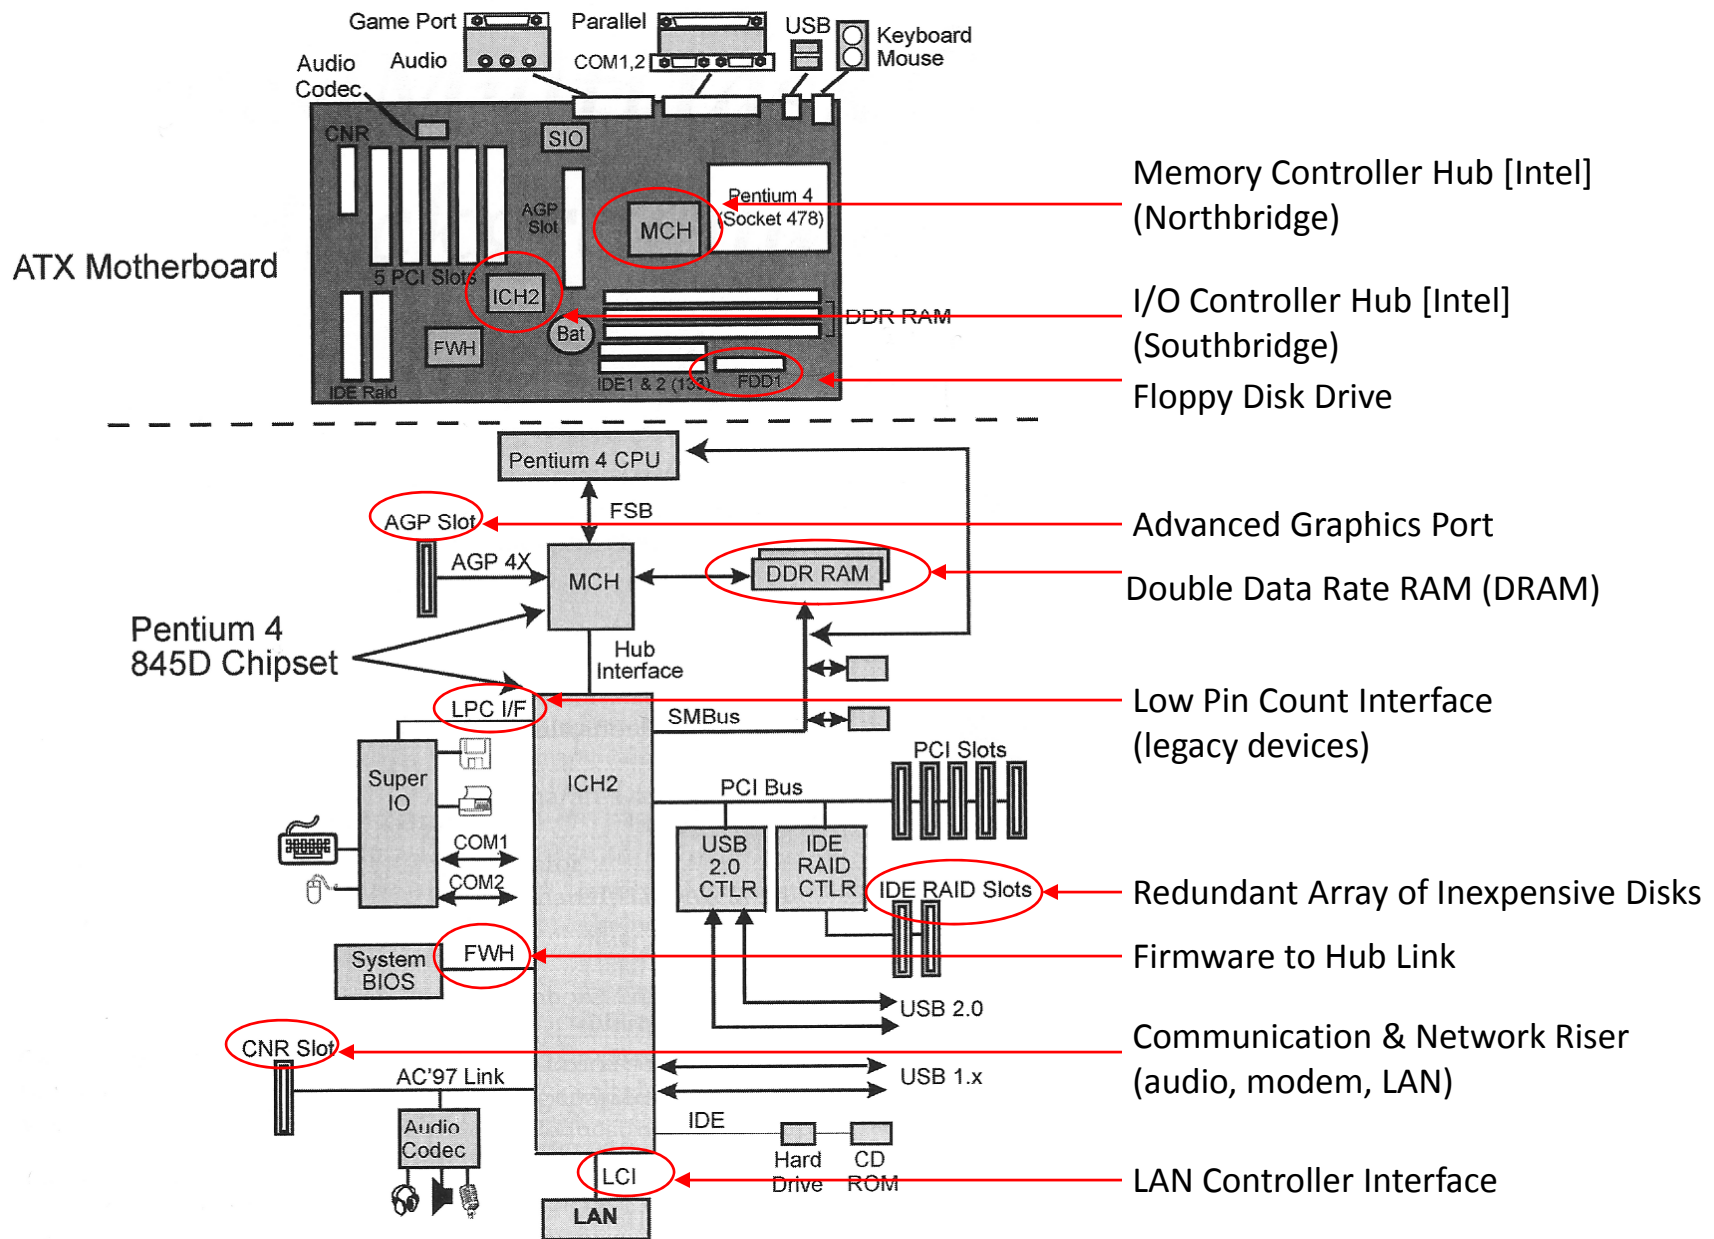 Game Port
Parallel
USB
Keyboard
Mouse
Audio
COM1,2
Audio
Codec
CNR
SIO
Pentium 4
(Socket 478)
AGP
Slot
MCH
5 PCI Slots
ICH2
Bat
FWH
DDR RAM
IDE Raid
IDE1 & 2 (133)
FDD1
ATX Motherboard
Memory Controller Hub [Intel]
(Northbridge)
I/O Controller Hub [Intel]
(Southbridge)
Floppy Disk Drive
Pentium 4 CPU
FSB
AGP Slot
AGP 4X
MCH
DDR RAM
Advanced Graphics Port
Double Data Rate RAM (DRAM)
Pentium 4
845D Chipset
Hub
Interface
LPC I/F
SMBus
Low Pin Count Interface
(legacy devices)
PCI Slots
Super
IO
ICH2
PCI Bus
COM1
COM2
USB
2.0
CTLR
IDE
RAID
CTLR
IDE RAID Slots
Redundant Array of Inexpensive Disks
System
BIOS
FWH
Firmware to Hub Link
USB 2.0
CNR Slot
Communication & Network Riser
(audio, modem, LAN)
AC'97 Link
USB 1.x
Audio
Codec
IDE
Hard
Drive
CD
ROM
LCI
LAN Controller Interface
LAN